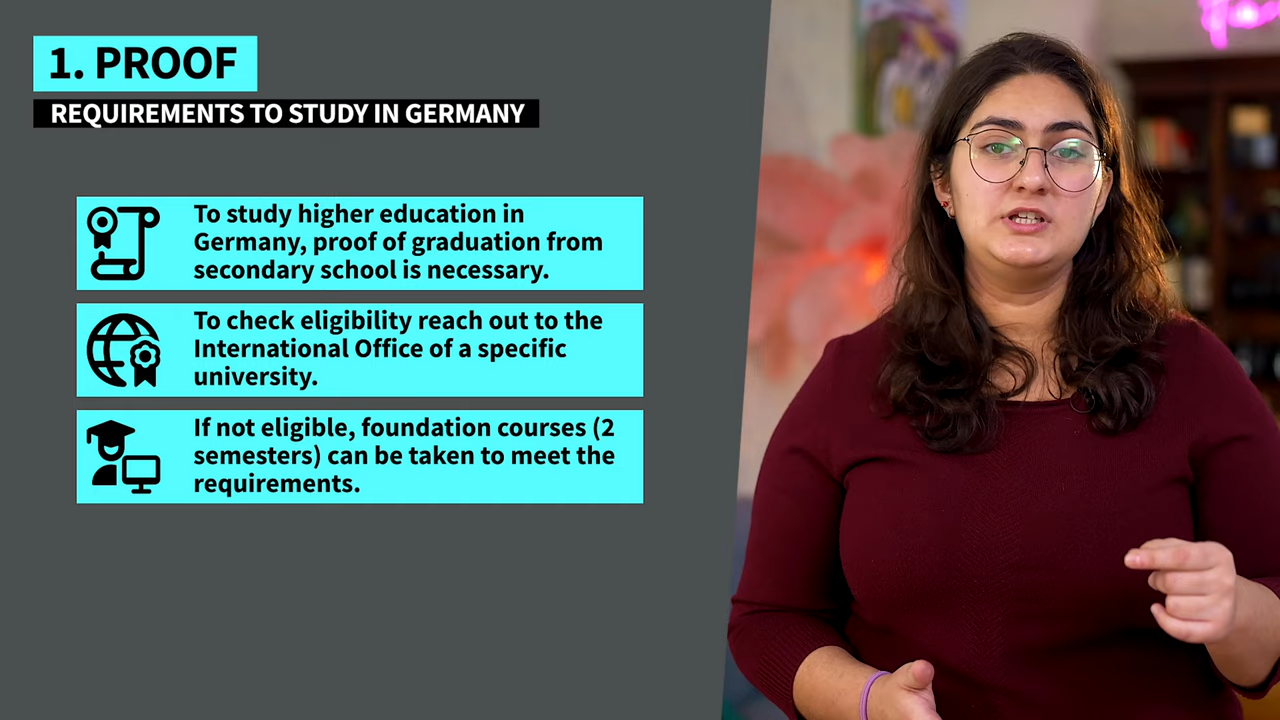 1. PROOF
REQUIREMENTS TO STUDY IN GERMANY
To study higher education in
Germany, proof of graduation from
secondary school is necessary.
To check eligibility reach out to the
International Office of a specific
university.
If not eligible, foundation courses (2
semesters) can be taken to meet the
requirements.